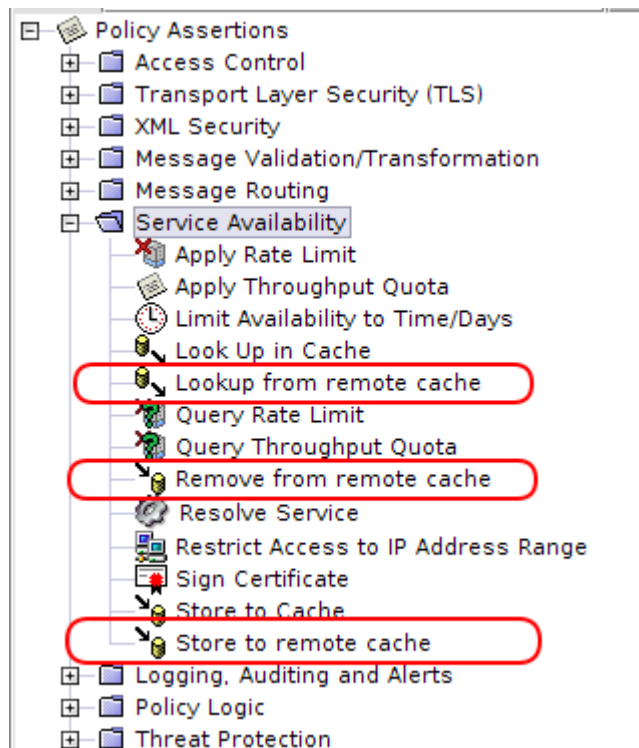 Policy Assertions
Access Control
Transport Layer Security (TLS)
XML Security
Message Validation/Transformation
Message Routing
Service Availability
Apply Rate Limit
Apply Throughput Quota
Limit Availability to Time/Days
Look Up in Cache
Lookup from remote cache
Query Rate Limit
Query Throughput Quota
Remove from remote cache
Resolve Service
Restrict Access to IP Address Range
Sign Certificate
Store to Cache
Store to remote cache
Logging, Auditing and Alerts
Policy Logic
Threat Protection